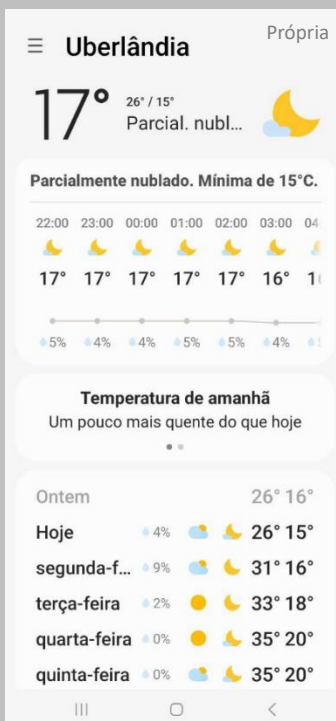 Própria
Uberlândia
17°
26° / 15°
Parcial. nubl...
Parcialmente nublado. Mínima de 15°C.
22:00 23:00 00:00 01:00 02:00 03:00 04
17° 17° 17° 17° 17° 16° 1
5% 4% 4% 5% 5% 4%
Temperatura de amanhã
Um pouco mais quente do que hoje
Ontem 26° 16°
Hoje 4% 26° 15°
segunda-f... 9% 31° 16°
terça-feira 2% 33° 18°
quarta-feira 0% 35° 20°
quinta-feira 0% 35° 20°